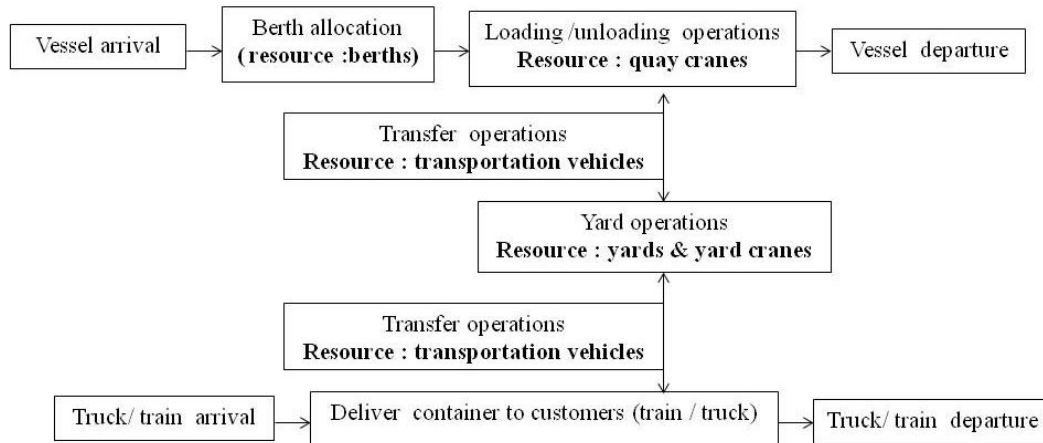 Vessel arrival
Berth allocation
(resource :berths)
Loading /unloading operations
Resource : quay cranes
Vessel departure
Transfer operations
Resource : transportation vehicles
Yard operations
Resource : yards & yard cranes
Transfer operations
Resource : transportation vehicles
Truck/ train arrival
Deliver container to customers (train / truck)
Truck/ train departure